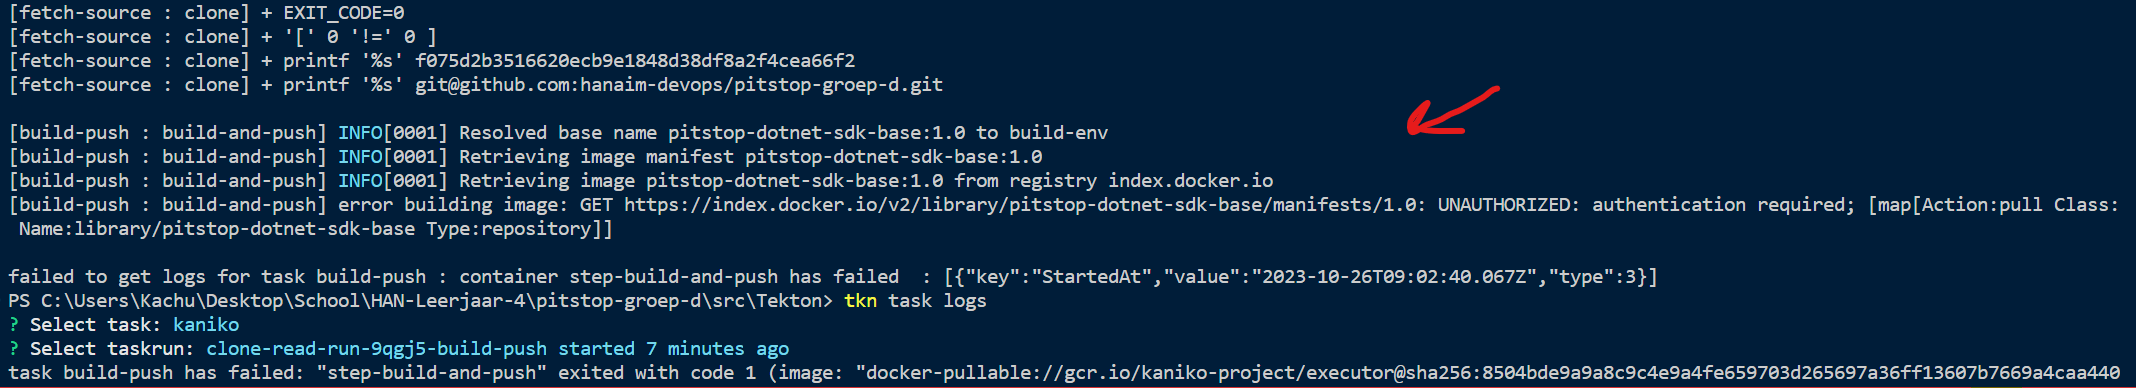 [fetch-source : clone] + EXIT_CODE=0
[fetch-source : clone] + '[' 0 '!=' 0 ]
[fetch-source : clone] + printf '%s' f075d2b3516620ecb9e1848d38df8a2f4cea66f2
[fetch-source : clone] + printf '%s' git@github.com:hanaim-devops/pitstop-groep-d.git
[build-push : build-and-push] INFO[0001] Resolved base name pitstop-dotnet-sdk-base:1.0 to build-env
[build-push : build-and-push] INFO[0001] Retrieving image manifest pitstop-dotnet-sdk-base:1.0
[build-push : build-and-push] INFO[0001] Retrieving image pitstop-dotnet-sdk-base:1.0 from registry index.docker.io
[build-push : build-and-push] error building image: GET https://index.docker.io/v2/library/pitstop-dotnet-sdk-base/manifests/1.0: UNAUTHORIZED: authentication required; [map[Action:pull Class:
Name:library/pitstop-dotnet-sdk-base Type:repository]]
failed to get logs for task build-push : container step-build-and-push has failed  : [{"key":"StartedAt","value":"2023-10-26T09:02:40.067Z","type":3}]
PS C:\Users\Kachu\Desktop\School\HAN-Leerjaar-4\pitstop-groep-d\src\Tekton> tkn task logs
? Select task: kaniko
? Select taskrun: clone-read-run-9qgj5-build-push started 7 minutes ago
task build-push has failed: "step-build-and-push" exited with code 1 (image: "docker-pullable://gcr.io/kaniko-project/executor@sha256:8504bde9a9a8c9c4e9a4fe659703d265697a36ff13607b7669a4caa440